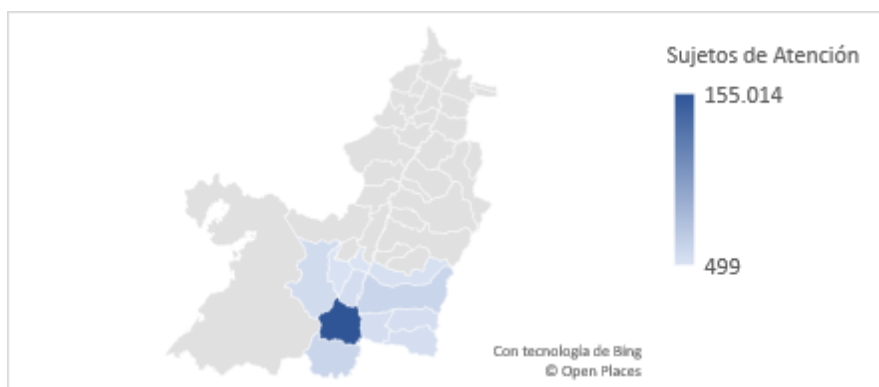 Sujetos de Atención
155.014
499
Con tecnología de Bing
© Open Places